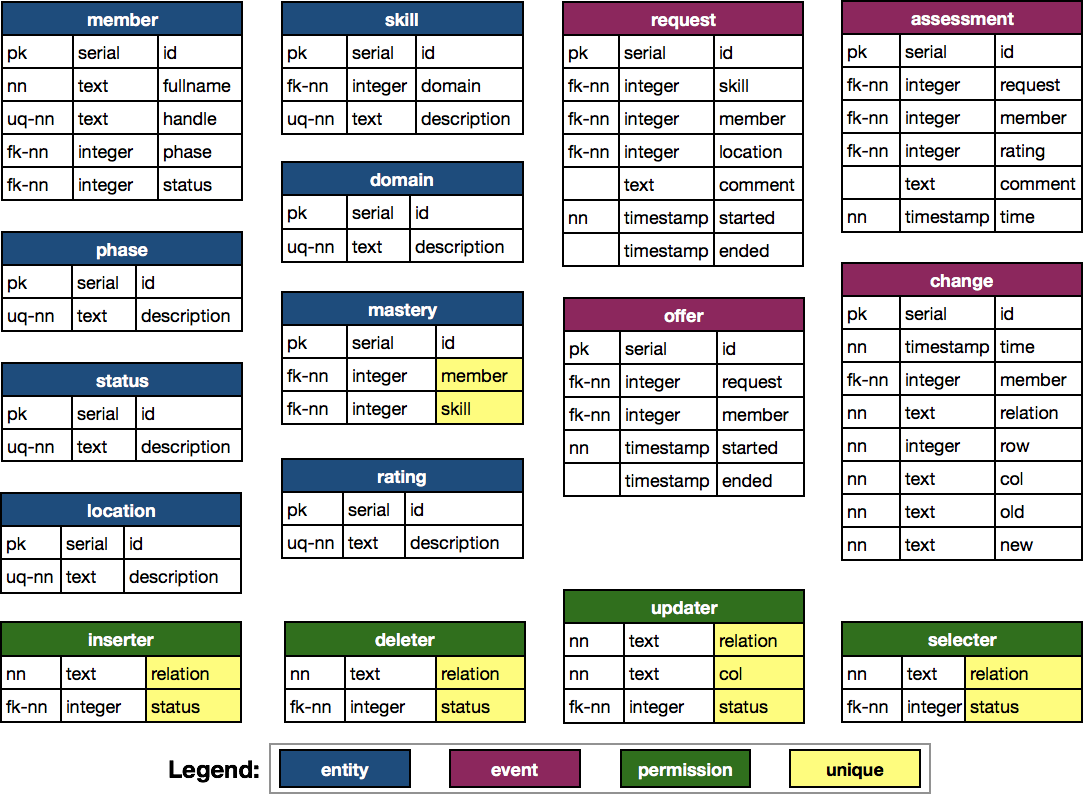 member
pk serial id
nn text fullname
uq-nn text handle
fk-nn integer phase
fk-nn integer status
phase
pk serial id
uq-nn text description
status
pk serial id
uq-nn text description
location
pk serial id
uq-nn text description
skill
pk serial id
fk-nn integer domain
uq-nn text description
domain
pk serial id
uq-nn text description
mastery
pk serial id
fk-nn integer member
fk-nn integer skill
rating
pk serial id
uq-nn text description
request
pk serial id
fk-nn integer skill
fk-nn integer member
fk-nn integer location
text comment
nn timestamp started
timestamp ended
offer
pk serial id
fk-nn integer request
fk-nn integer member
nn timestamp started
timestamp ended
assessment
pk serial id
fk-nn integer request
fk-nn integer member
fk-nn integer rating
text comment
nn timestamp time
change
pk serial id
nn timestamp time
fk-nn integer member
nn text relation
nn integer row
nn text col
nn text old
nn text new
inserter
nn text relation
fk-nn integer status
deleter
nn text relation
fk-nn integer status
updater
nn text relation
nn text col
fk-nn integer status
selecter
nn text relation
fk-nn integer status
Legend: entity event permission unique